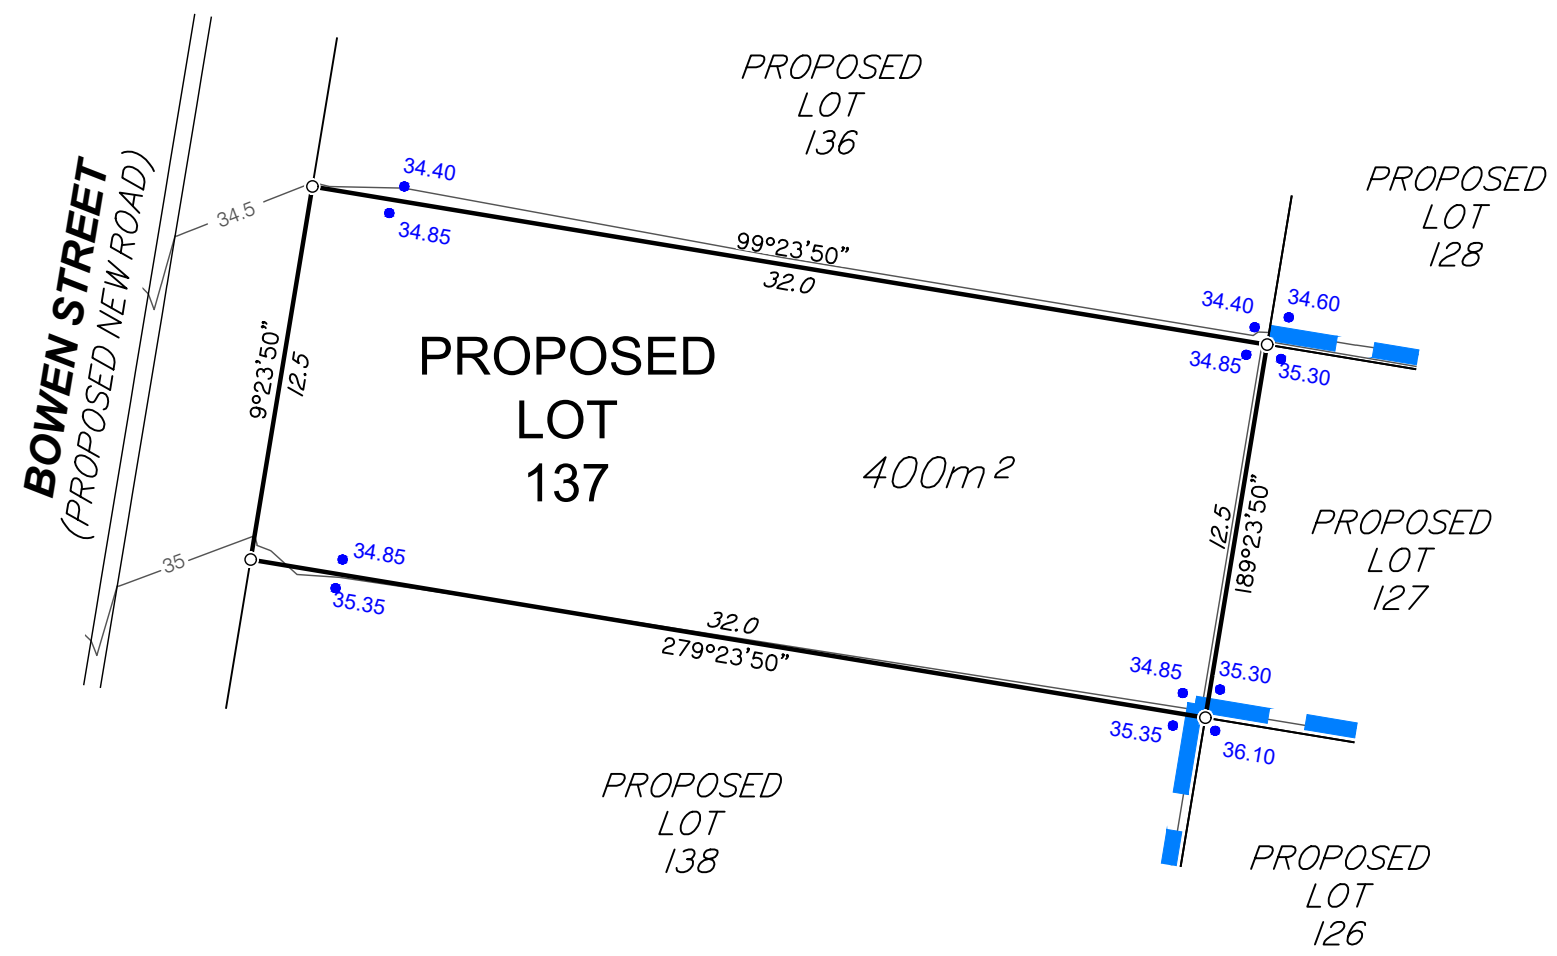 PROPOSED
LOT
136
PROPOSED
LOT
128
BOWEN STREET
(PROPOSED NEW ROAD)
34.5
34.40
34.85
99°23'50"
32.0
34.40
34.60
34.85
35.30
9°23'50"
12.5
PROPOSED
LOT
137
400m²
12.5
189°23'50"
PROPOSED
LOT
127
35
34.85
35.35
32.0
279°23'50"
34.85
35.30
35.35
36.10
PROPOSED
LOT
138
PROPOSED
LOT
126